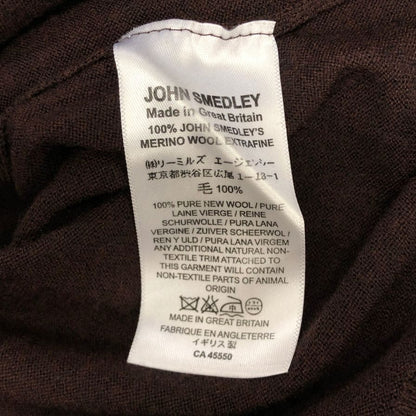 JOHN SMEDLEY
Made in Great Britain
100% JOHN SMEDLEY'S
MERINO WOOL EXTRAFINE
㈱リーミルズ エージェンシー
東京都渋谷区広尾1-13-1
毛 100%
100% PURE NEW WOOL / PURE
LAINE VIERGE / REINE
SCHURWOLLE / PURA LANA
VERGINE / ZUIVER SCHEERWOL /
REN Y ULD / PURA LANA VIRGEM
ANY ADDITIONAL NATURAL NON-
TEXTILE TRIM ATTACHED TO
THIS GARMENT WILL CONTAIN
NON-TEXTILE PARTS OF ANIMAL
ORIGIN
MADE IN GREAT BRITAIN
FABRIQUE EN ANGLETERRE
イギリス製
CA 45550